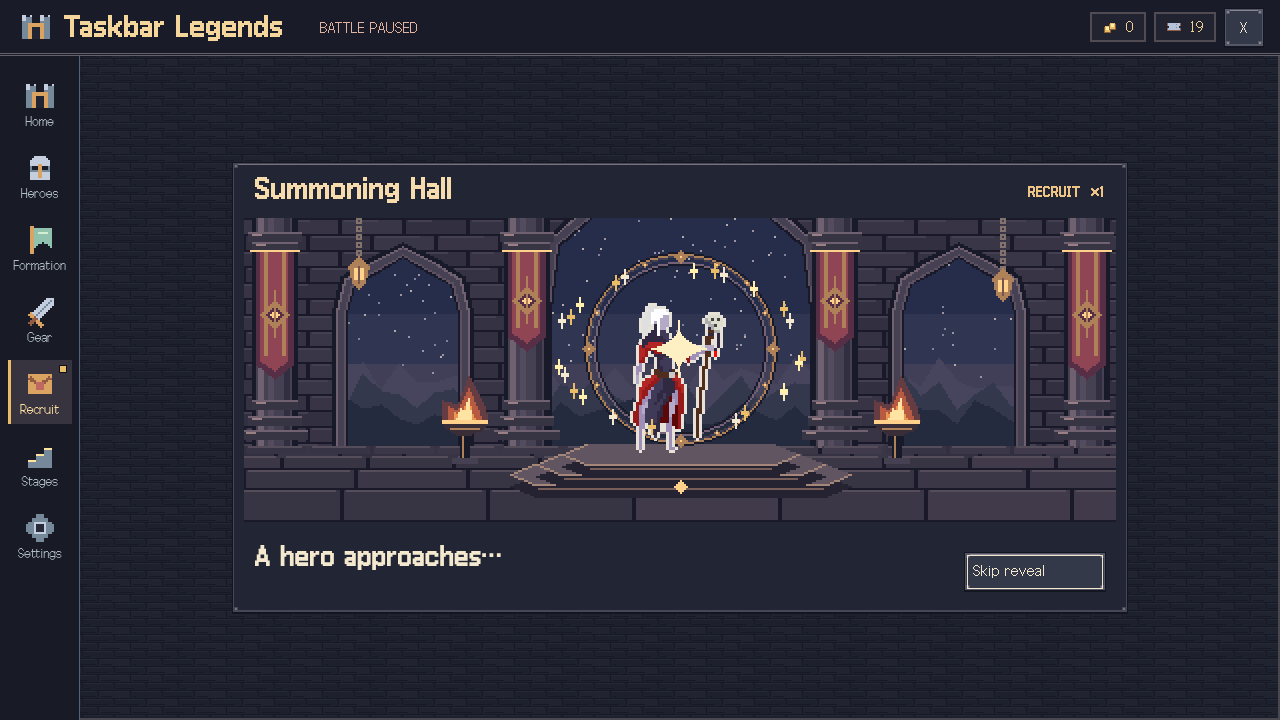 Taskbar Legends
BATTLE PAUSED
0
19
X
Home
Heroes
Formation
Gear
Recruit
Stages
Settings
Summoning Hall
RECRUIT ×1
A hero approaches…
Skip reveal